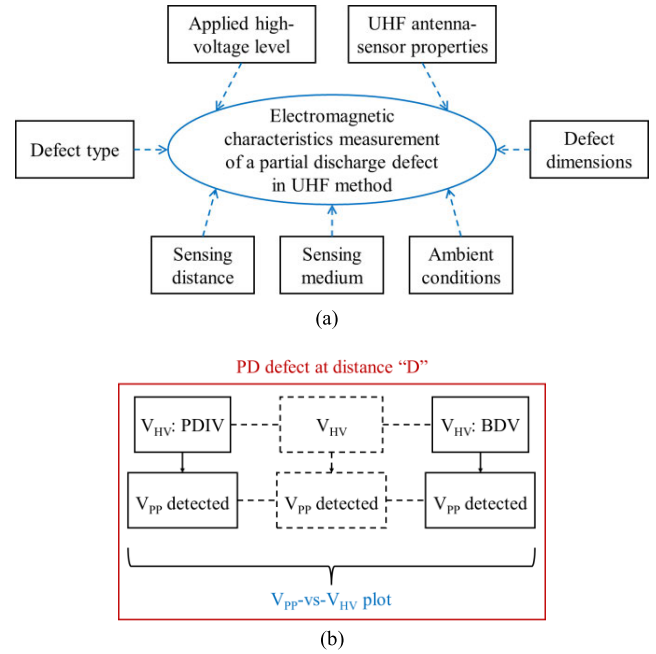 Applied high-
voltage level
UHF antenna-
sensor properties
Defect type
Electromagnetic
characteristics measurement
of a partial discharge defect
in UHF method
Defect
dimensions
Sensing
distance
Sensing
medium
Ambient
conditions
(a)
PD defect at distance “D”
V_HV: PDIV
V_HV
V_HV: BDV
V_PP detected
V_PP detected
V_PP detected
V_PP-vs-V_HV plot
(b)